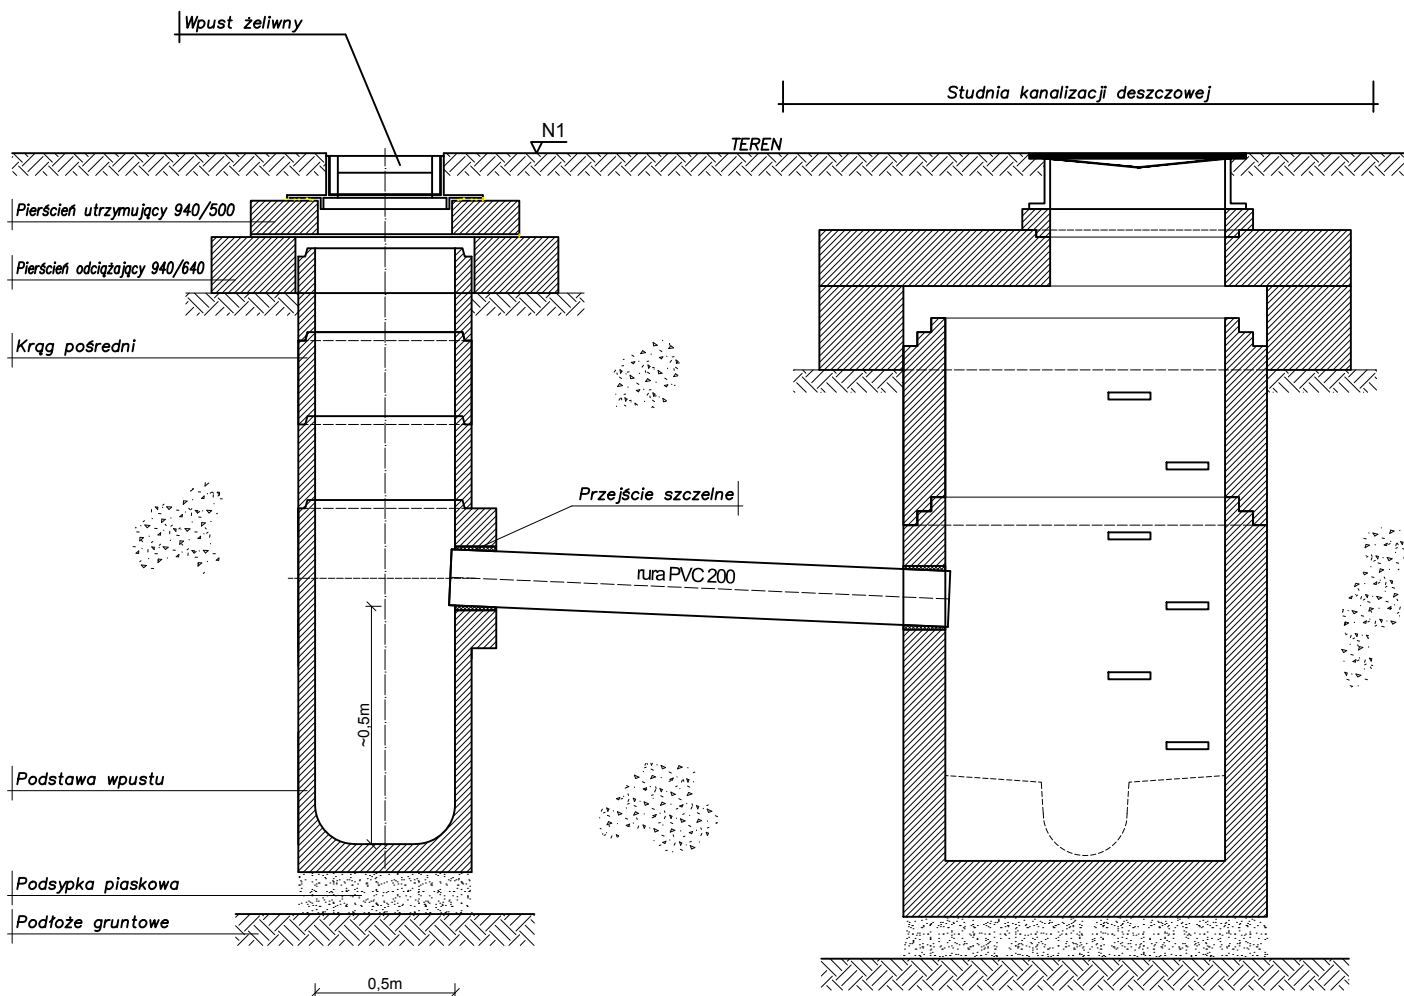 Wpust żeliwny
Studnia kanalizacji deszczowej
N1
TEREN
Pierścień utrzymujący 940/500
Pierścień odciążający 940/640
Krąg pośredni
Przejście szczelne
rura PVC 200
~0,5m
Podstawa wpustu
Podsypka piaskowa
Podłoże gruntowe
0,5m